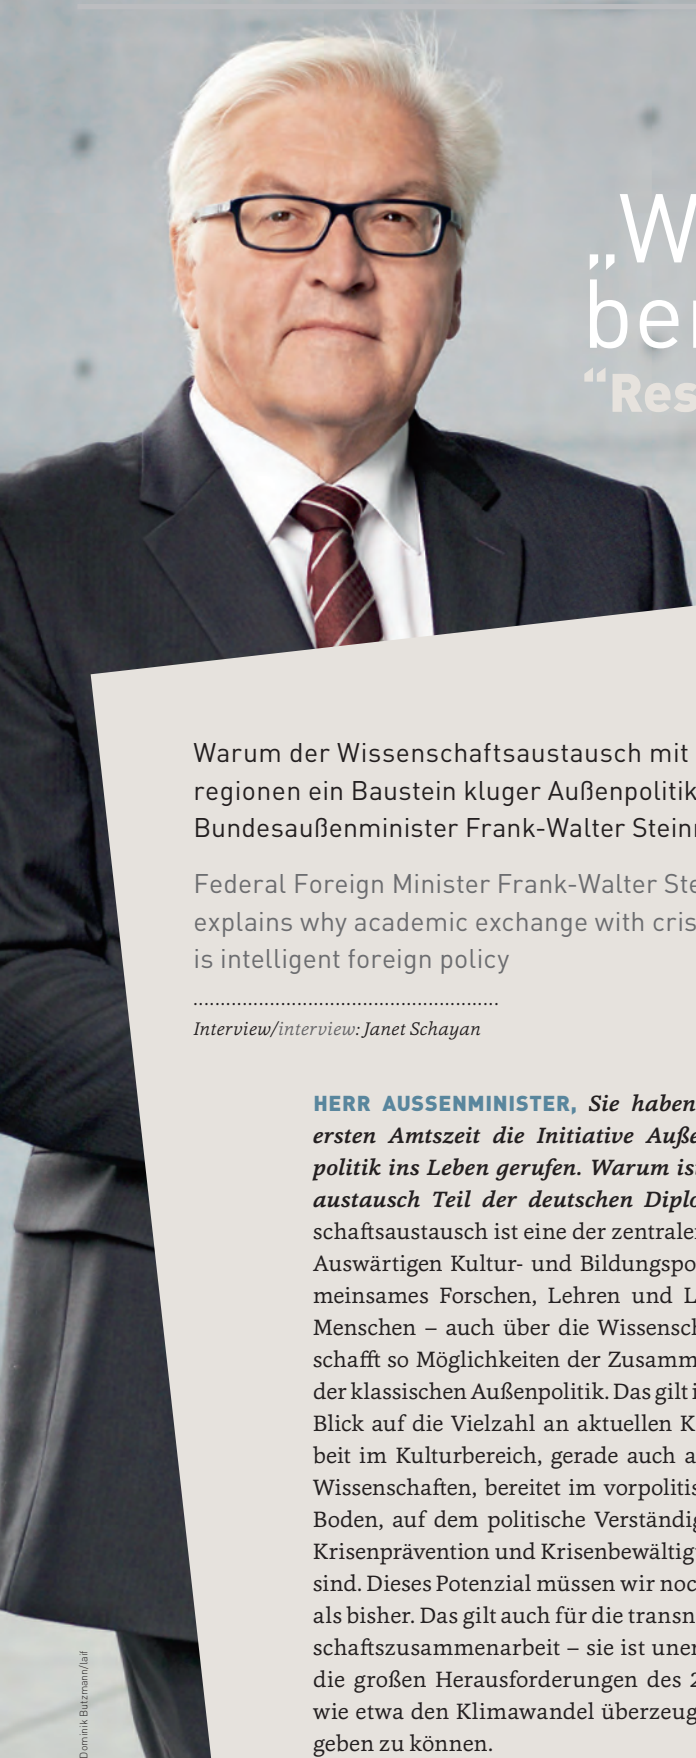 „W
be
“Res
Warum der Wissenschaftsaustausch mit
regionen ein Baustein kluger Außenpolitik
Bundesaußenminister Frank-Walter Stein
Federal Foreign Minister Frank-Walter Ste
explains why academic exchange with cris
is intelligent foreign policy
Interview/interview: Janet Schayan
HERR AUSSENMINISTER, Sie haben
ersten Amtszeit die Initiative Auße
politik ins Leben gerufen. Warum ist
austausch Teil der deutschen Diplo
schaftsaustausch ist eine der zentrale
Auswärtigen Kultur- und Bildungspo
meinsames Forschen, Lehren und L
Menschen – auch über die Wissensch
schafft so Möglichkeiten der Zusamm
der klassischen Außenpolitik. Das gilt i
Blick auf die Vielzahl an aktuellen K
beit im Kulturbereich, gerade auch a
Wissenschaften, bereitet im vorpolitis
Boden, auf dem politische Verständig
Krisenprävention und Krisenbewältig
sind. Dieses Potenzial müssen wir noc
als bisher. Das gilt auch für die transn
schaftszusammenarbeit – sie ist uner
die großen Herausforderungen des 2
wie etwa den Klimawandel überzeug
geben zu können.
Dominik Butzmann/laif